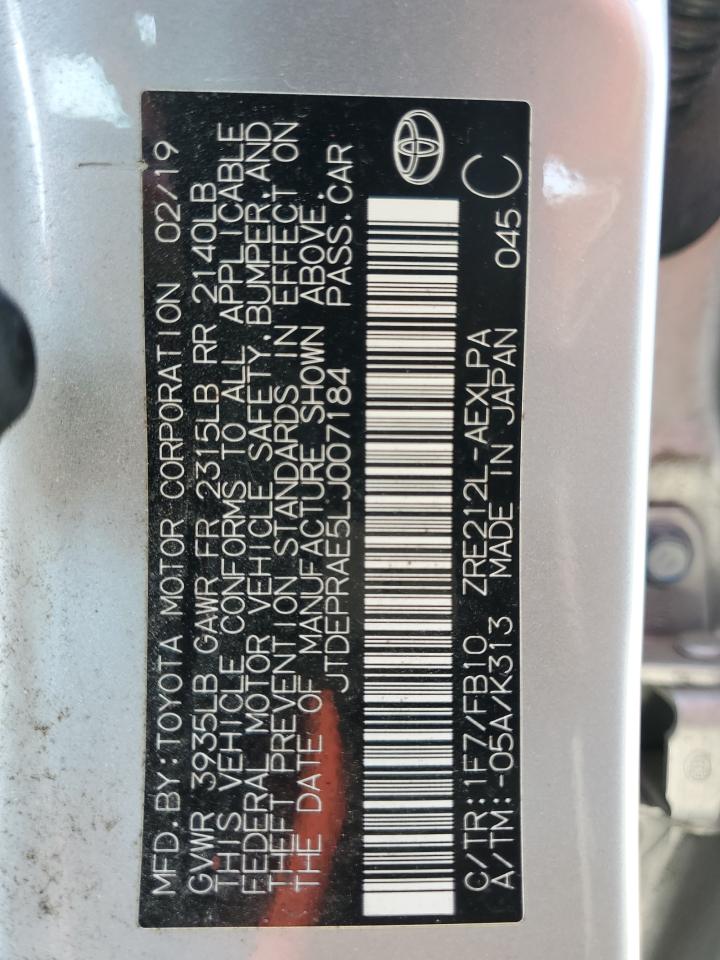 MFD.BY:TOYOTA MOTOR CORPORATION 02/19
GVWR 3935LB GAWR FR 2315LB RR 2140LB
THIS VEHICLE CONFORMS TO ALL APPLICABLE
FEDERAL MOTOR VEHICLE SAFETY,BUMPER,AND
THEFT PREVENTION STANDARDS IN EFFECT ON
THE DATE OF MANUFACTURE SHOWN ABOVE.
JTDEPRAE5LJ007184 PASS.CAR
C/TR:1F7/FB10 ZRE212L-AEXLPA 045
A/TM:-05A/K313 MADE IN JAPAN C